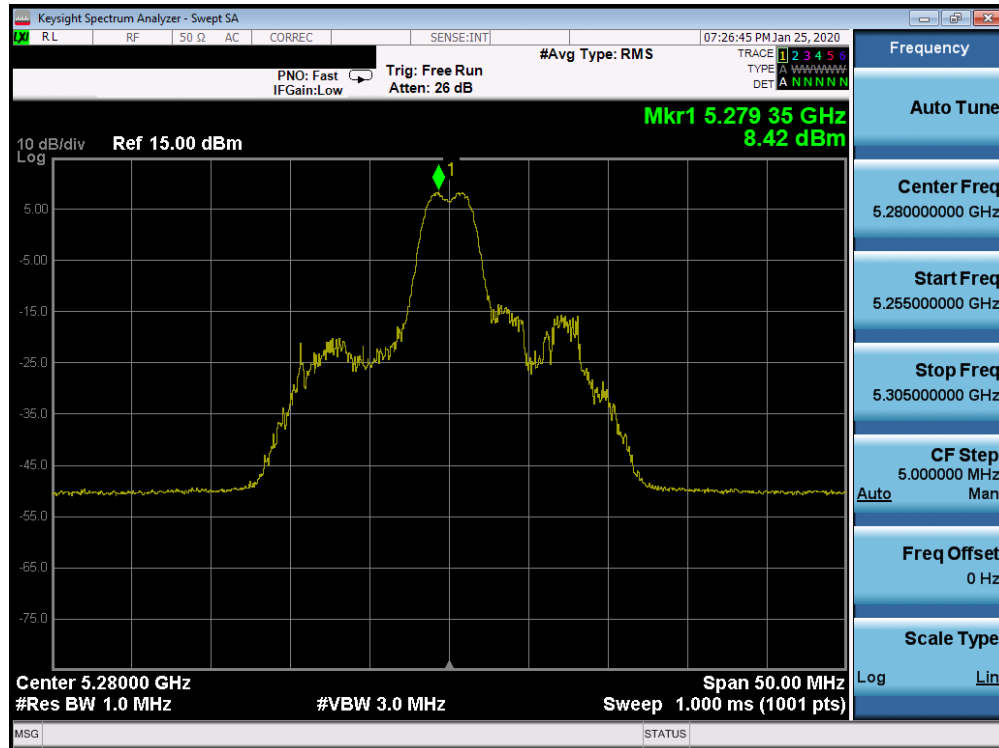 Keysight Spectrum Analyzer - Swept SA
LXI RL RF 50 Ω AC CORREC SENSE:INT 07:26:45 PM Jan 25, 2020
#Avg Type: RMS
TRACE 1 2 3 4 5 6
TYPE A WWWWW
DET A N N N N N
PNO: Fast
IFGain:Low
Trig: Free Run
Atten: 26 dB
Mkr1 5.279 35 GHz
8.42 dBm
10 dB/div Ref 15.00 dBm
Log
1
5.00
-5.00
-15.0
-25.0
-35.0
-45.0
-55.0
-65.0
-75.0
Center 5.28000 GHz Span 50.00 MHz
#Res BW 1.0 MHz #VBW 3.0 MHz Sweep 1.000 ms (1001 pts)
MSG STATUS
Frequency
Auto Tune
Center Freq
5.280000000 GHz
Start Freq
5.255000000 GHz
Stop Freq
5.305000000 GHz
CF Step
5.000000 MHz
Auto Man
Freq Offset
0 Hz
Scale Type
Log Lin